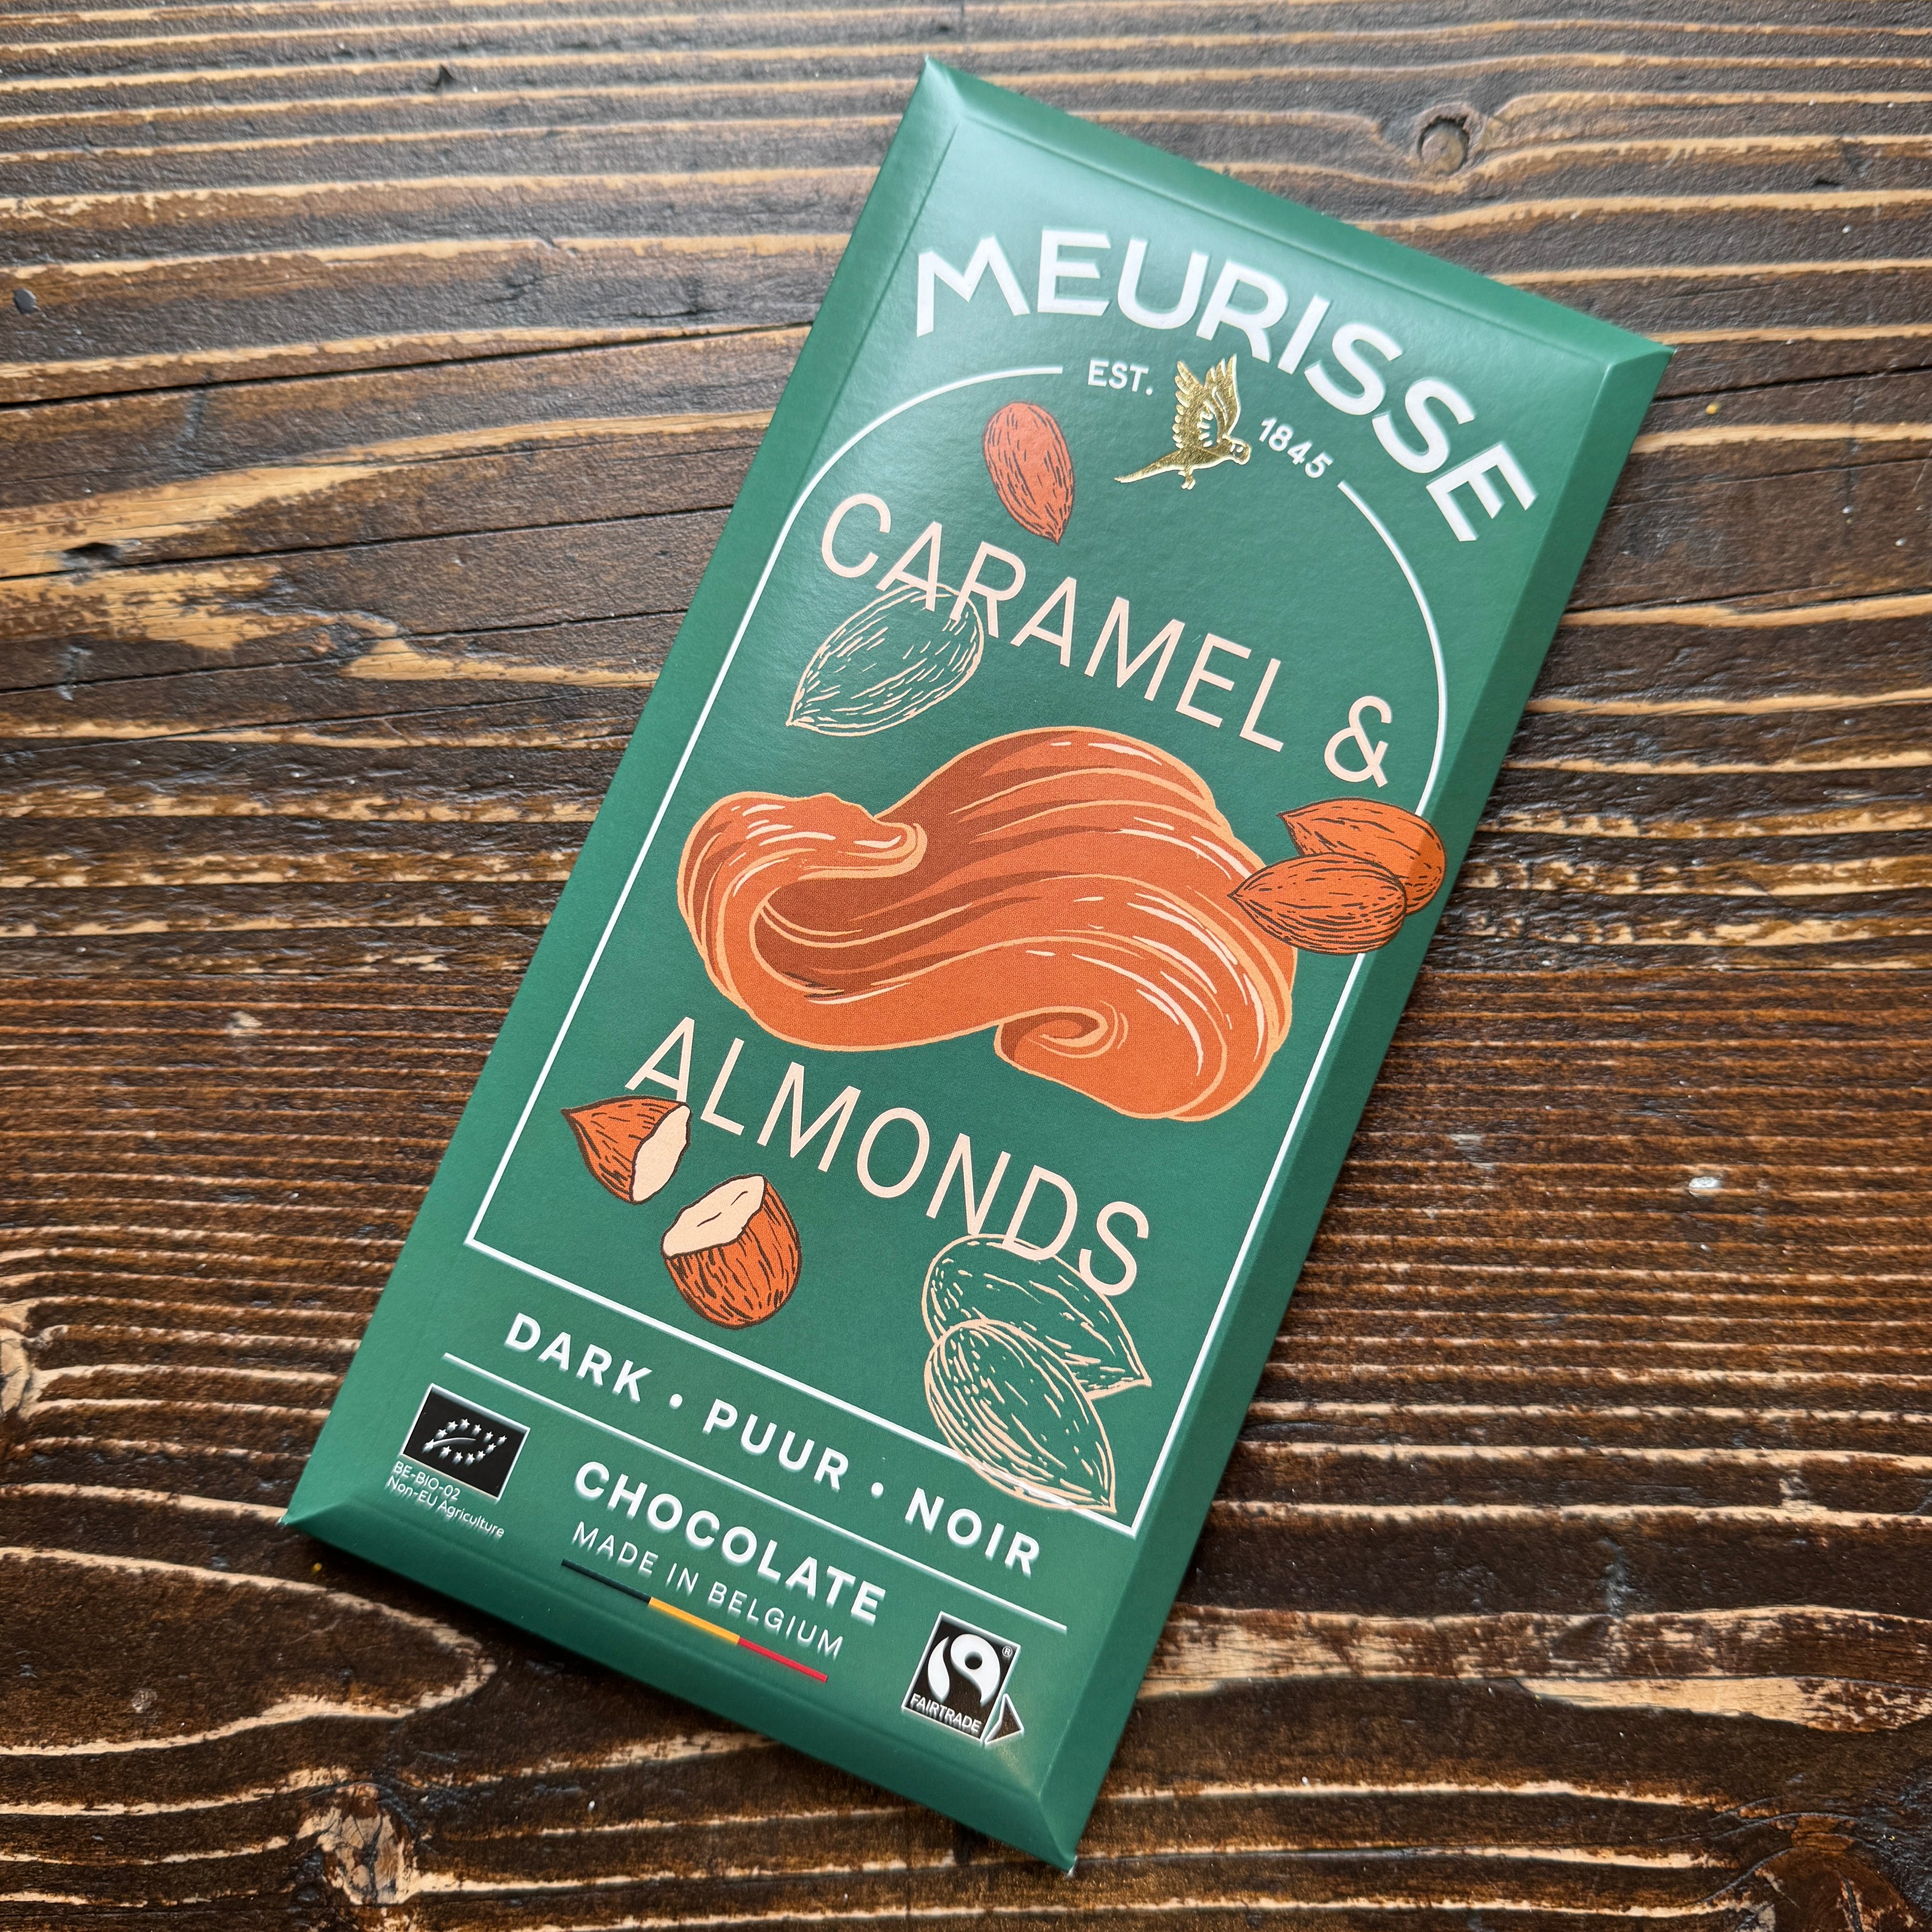 MEURISSE
EST. 1845
CARAMEL &
ALMONDS
DARK • PUUR • NOIR
BE-BIO-02
Non-EU Agriculture
CHOCOLATE
MADE IN BELGIUM
FAIRTRADE ®